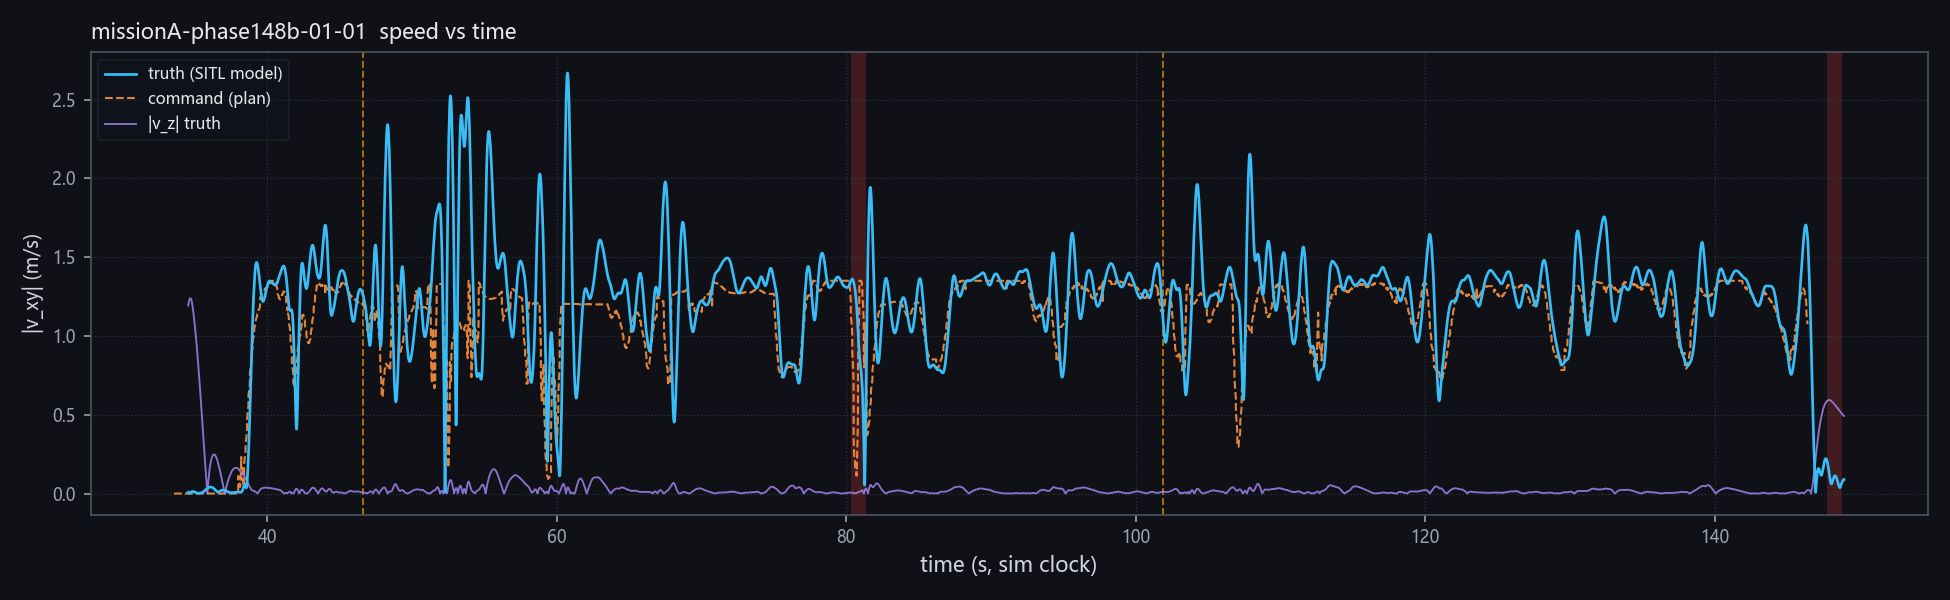 missionA-phase148b-01-01  speed vs time
truth (SITL model)
command (plan)
|v_z| truth
|v_xy| (m/s)
2.5
2.0
1.5
1.0
0.5
0.0
40 60 80 100 120 140
time (s, sim clock)